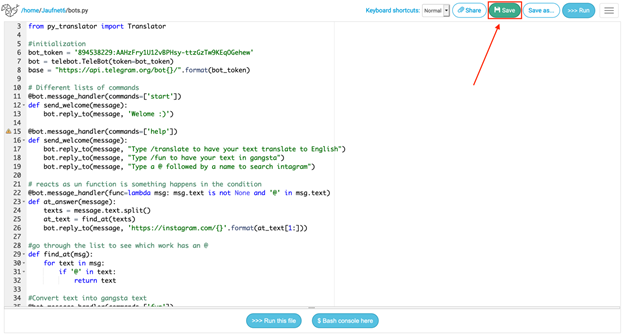 /home/Jaufnet6/bots.py
Keyboard shortcuts: Normal Share Save Save as... >>> Run
3 from py_translator import Translator
4
5 #initialization
6 bot_token = '894538229:AAHzFry1U12vBPHsy-ttzGzTw9KEqOGehew'
7 bot = telebot.TeleBot(token=bot_token)
8 base = "https://api.telegram.org/bot{}/".format(bot_token)
9
10 # Different lists of commands
11 @bot.message_handler(commands=['start'])
12 def send_welcome(message):
13 bot.reply_to(message, 'Welome :)')
14
15 @bot.message_handler(commands=['help'])
16 def send_welcome(message):
17 bot.reply_to(message, "Type /translate to have your text translate to English")
18 bot.reply_to(message, "Type /fun to have your text in gangsta")
19 bot.reply_to(message, "Type a @ followed by a name to search intagram")
20
21 # reacts as un function is something happens in the condition
22 @bot.message_handler(func=lambda msg: msg.text is not None and '@' in msg.text)
23 def at_answer(message):
24 texts = message.text.split()
25 at_text = find_at(texts)
26 bot.reply_to(message, 'https://instagram.com/{}'.format(at_text[1:]))
27
28 #go through the list to see which work has an @
29 def find_at(msg):
30 for text in msg:
31 if '@' in text:
32 return text
33
34 #Convert text into gangsta text
35 @bot.message_handler(commands=['fun'])
>>> Run this file
$ Bash console here